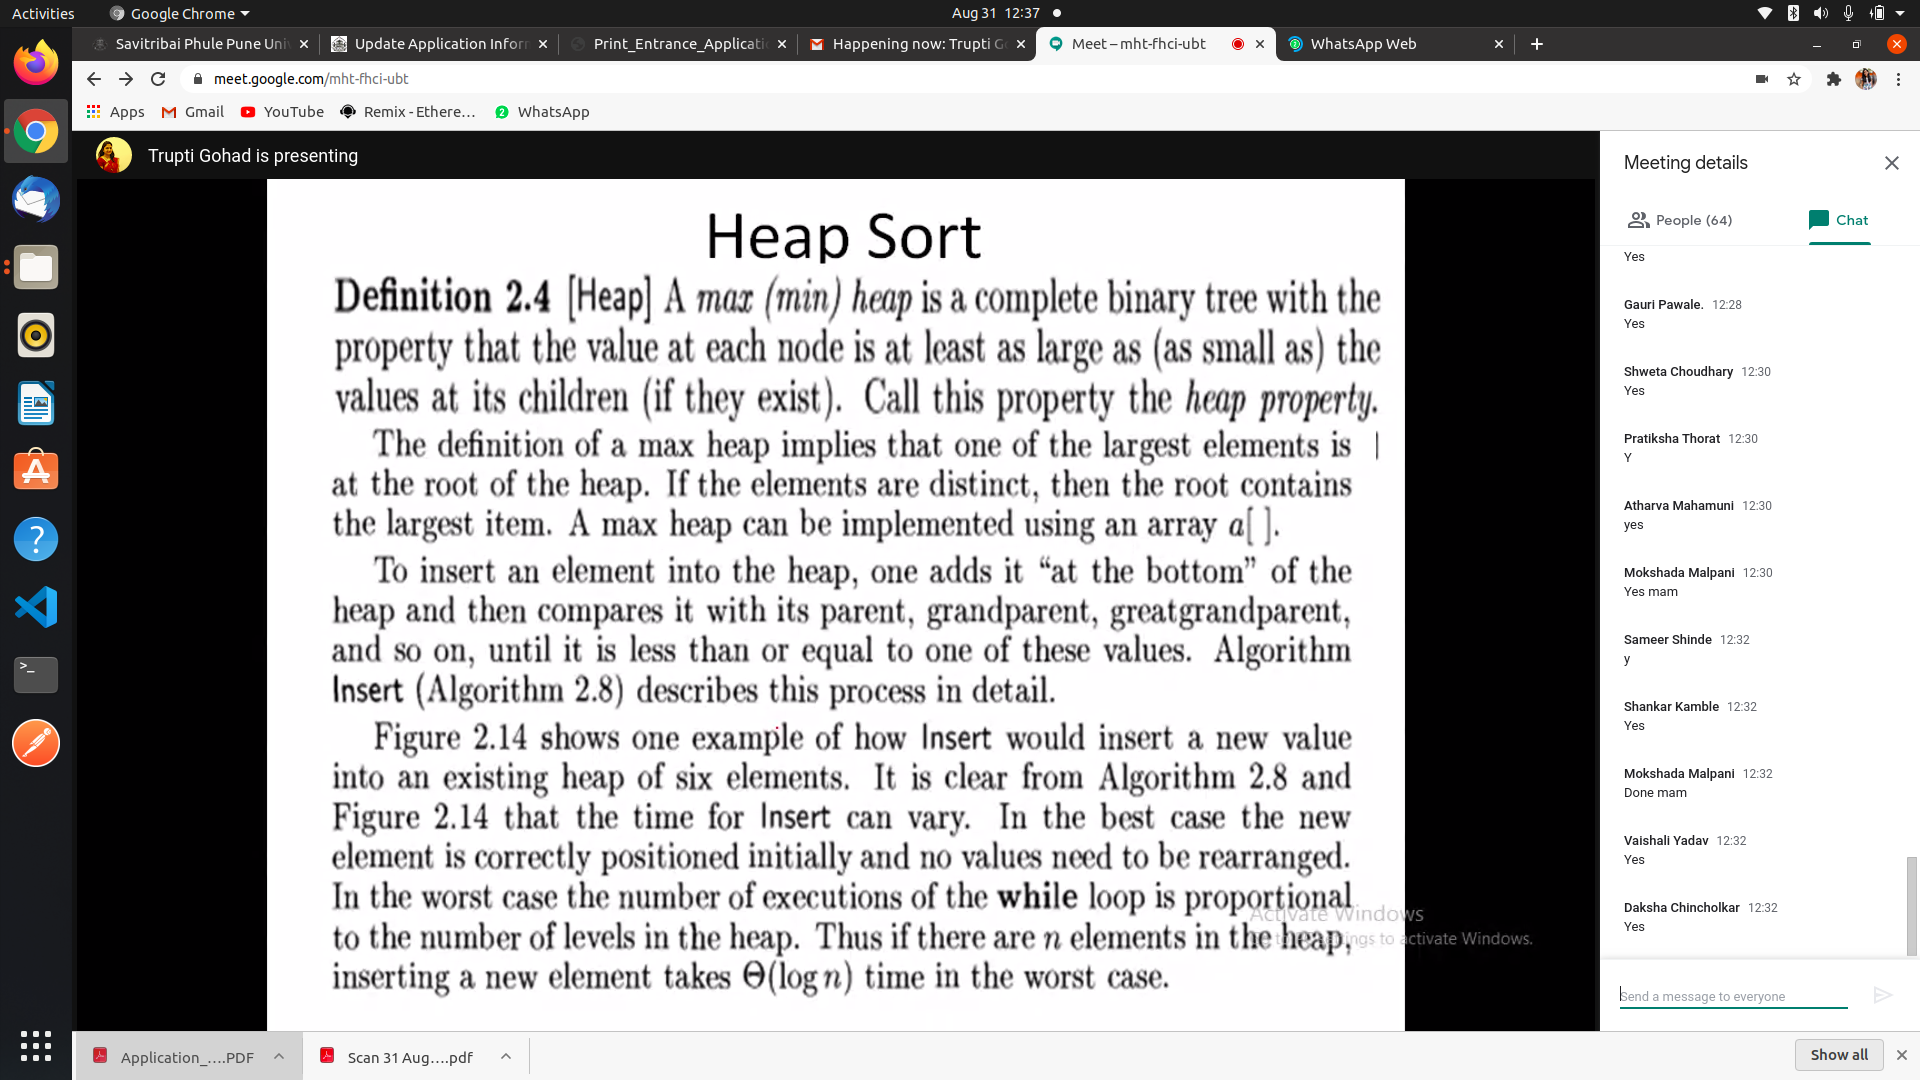 Activities
Google Chrome
Aug 31 12:37
Savitribai Phule Pune Uni
Update Application Inforr
Print_Entrance_Applicati
Happening now: Trupti G
Meet – mht-fhci-ubt
WhatsApp Web
meet.google.com/mht-fhci-ubt
Apps
Gmail
YouTube
Remix - Ethere…
WhatsApp
Trupti Gohad is presenting
Heap Sort
Definition 2.4 [Heap] A max (min) heap is a complete binary tree with the
property that the value at each node is at least as large as (as small as) the
values at its children (if they exist). Call this property the heap property.
The definition of a max heap implies that one of the largest elements is
at the root of the heap. If the elements are distinct, then the root contains
the largest item. A max heap can be implemented using an array a[ ].
To insert an element into the heap, one adds it “at the bottom” of the
heap and then compares it with its parent, grandparent, greatgrandparent,
and so on, until it is less than or equal to one of these values. Algorithm
Insert (Algorithm 2.8) describes this process in detail.
Figure 2.14 shows one example of how Insert would insert a new value
into an existing heap of six elements. It is clear from Algorithm 2.8 and
Figure 2.14 that the time for Insert can vary. In the best case the new
element is correctly positioned initially and no values need to be rearranged.
In the worst case the number of executions of the while loop is proportional
to the number of levels in the heap. Thus if there are n elements in the heap,
inserting a new element takes Θ(log n) time in the worst case.
Activate Windows
to activate Windows.
Meeting details
People (64)
Chat
Yes
Gauri Pawale. 12:28
Yes
Shweta Choudhary 12:30
Yes
Pratiksha Thorat 12:30
Y
Atharva Mahamuni 12:30
yes
Mokshada Malpani 12:30
Yes mam
Sameer Shinde 12:32
y
Shankar Kamble 12:32
Yes
Mokshada Malpani 12:32
Done mam
Vaishali Yadav 12:32
Yes
Daksha Chincholkar 12:32
Yes
Send a message to everyone
Application_....PDF
Scan 31 Aug....pdf
Show all